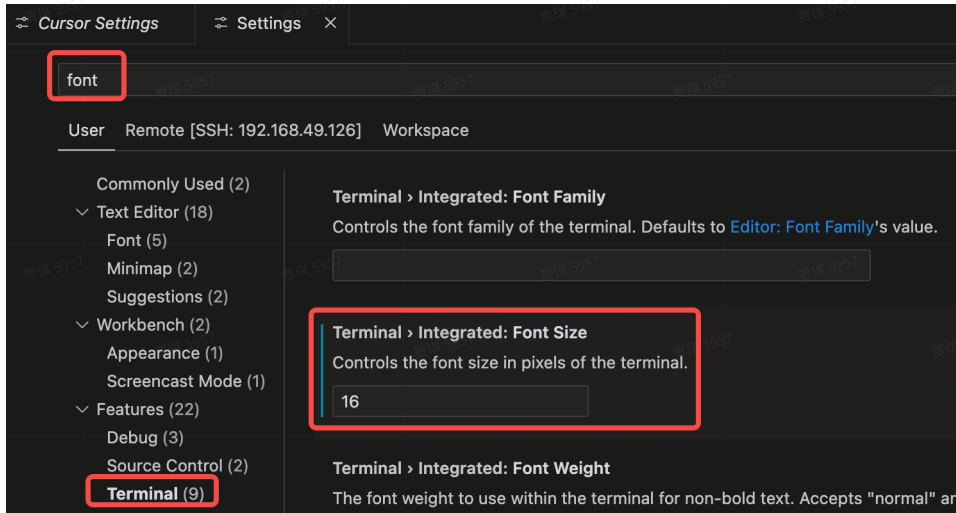 Cursor Settings
Settings
font
User Remote [SSH: 192.168.49.126] Workspace
Commonly Used (2)
Text Editor (18)
Font (5)
Minimap (2)
Suggestions (2)
Workbench (2)
Appearance (1)
Screencast Mode (1)
Features (22)
Debug (3)
Source Control (2)
Terminal (9)
Terminal › Integrated: Font Family
Controls the font family of the terminal. Defaults to Editor: Font Family's value.
Terminal › Integrated: Font Size
Controls the font size in pixels of the terminal.
16
Terminal › Integrated: Font Weight
The font weight to use within the terminal for non-bold text. Accepts "normal"
贾琪 5957